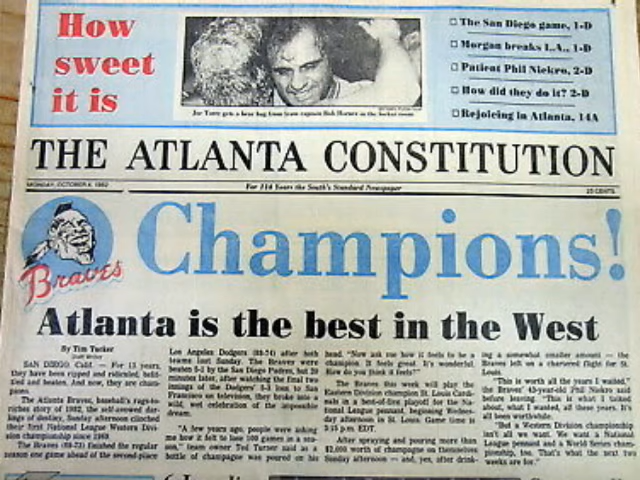 How
sweet
it is
Joe Torre gets a bear hug from team captain Bob Horner in the locker room
The San Diego game, 1-D
Morgan breaks L.A., 1-D
Patient Phil Niekro, 2-D
How did they do it? 2-D
Rejoicing in Atlanta, 14A
THE ATLANTA CONSTITUTION
MONDAY, OCTOBER 4, 1982
For 114 Years the South's Standard Newspaper
25 CENTS
Braves
Champions!
Atlanta is the best in the West
By Tim Tucker
Staff Writer
SAN DIEGO, Calif. — For 13 years,
they have been ripped and ridiculed, belit-
tled and beaten. And now, they are cham-
pions.
The Atlanta Braves, baseball's rags-to-
riches story of 1982, the self-avowed dar-
lings of destiny, Sunday afternoon clinched
their first National League Western Divi-
sion championship since 1969.
The Braves (89-73) finished the regular
season one game ahead of the second-place
Los Angeles Dodgers (88-74) after both
teams lost Sunday. The Braves were
beaten 5-1 by the San Diego Padres, but 20
minutes later, after watching the final two
innings of the Dodgers' 5-3 loss to San
Francisco on television, they broke into a
wild, wet celebration of the impossible
dream.
"A few years ago, people were asking
me how it felt to lose 100 games in a sea-
son," team owner Ted Turner said as a
bottle of champagne was poured on his
head. "Now ask me how it feels to be a
champion. It feels great. It's wonderful.
How do you think it feels?"
The Braves this week will play the
Eastern Division champion St. Louis Cardi-
nals in a best-of-five playoff for the Na-
tional League pennant, beginning Wednes-
day afternoon in St. Louis. Game time is
3:15 p.m. EDT.
After spraying and pouring more than
$2,000 worth of champagne on themselves
Sunday afternoon — and, yes, after drink-
ing a somewhat smaller amount — the
Braves left on a chartered flight for St.
Louis.
"This is worth all the years I waited,"
the Braves' 43-year-old Phil Niekro said
before leaving. "This is what I talked
about, what I wanted, all these years. It's
been worthwhile.
"But a Western Division championship
isn't all we want. We want a National
League pennant and a World Series cham-
pionship, too. That's what the next two
weeks are for."